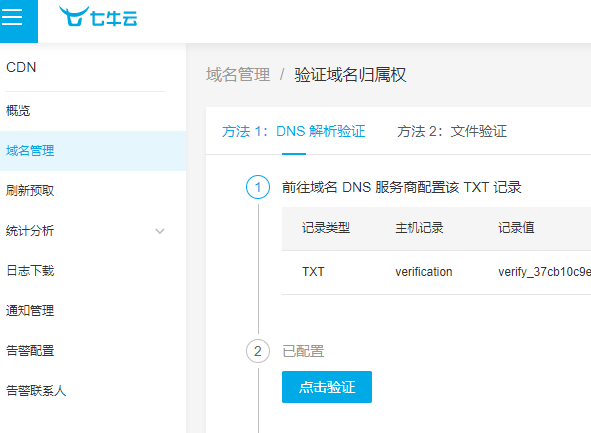 七牛云
CDN
概览
域名管理
刷新预取
统计分析
日志下载
通知管理
告警配置
告警联系人
域名管理 / 验证域名归属权
方法 1：DNS 解析验证 方法 2：文件验证
1 前往域名 DNS 服务商配置该 TXT 记录
记录类型 主机记录 记录值
TXT verification verify_37cb10c9e
2 已配置
点击验证